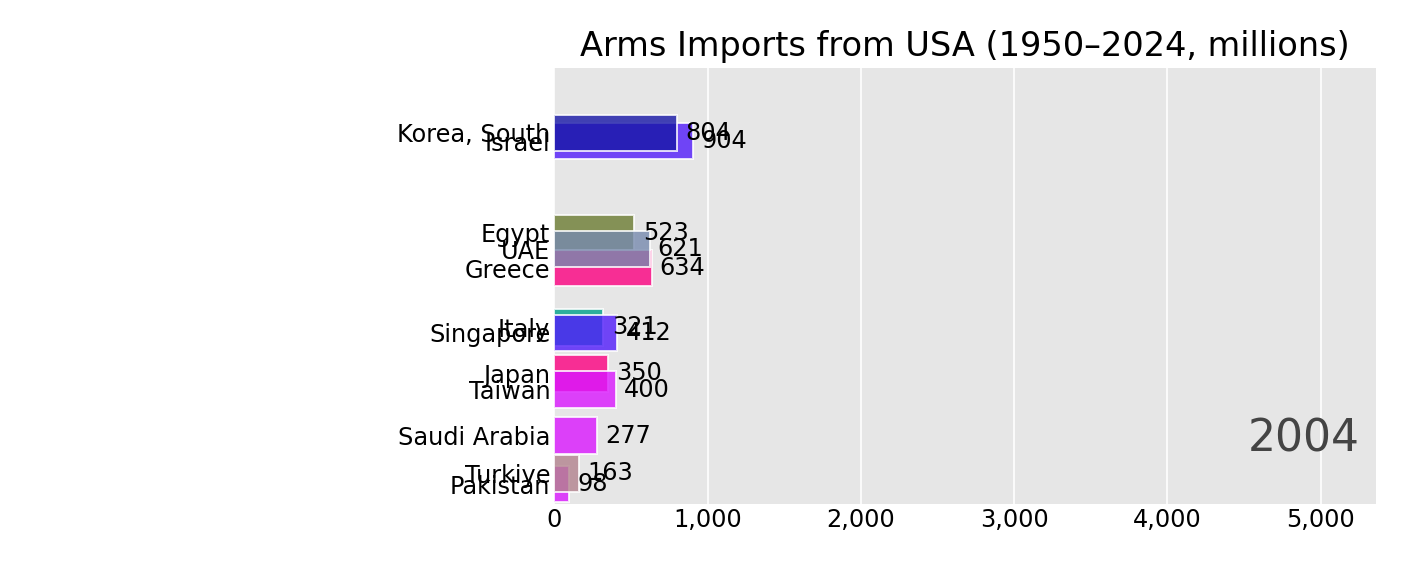 Arms Imports from USA (1950–2024, millions)
Korea, South 804
Israel 904
Egypt 523
UAE 621
Greece 634
Italy 321
Singapore 412
Japan 350
Taiwan 400
Saudi Arabia 277
2004
Turkiye 163
Pakistan 98
0 1,000 2,000 3,000 4,000 5,000